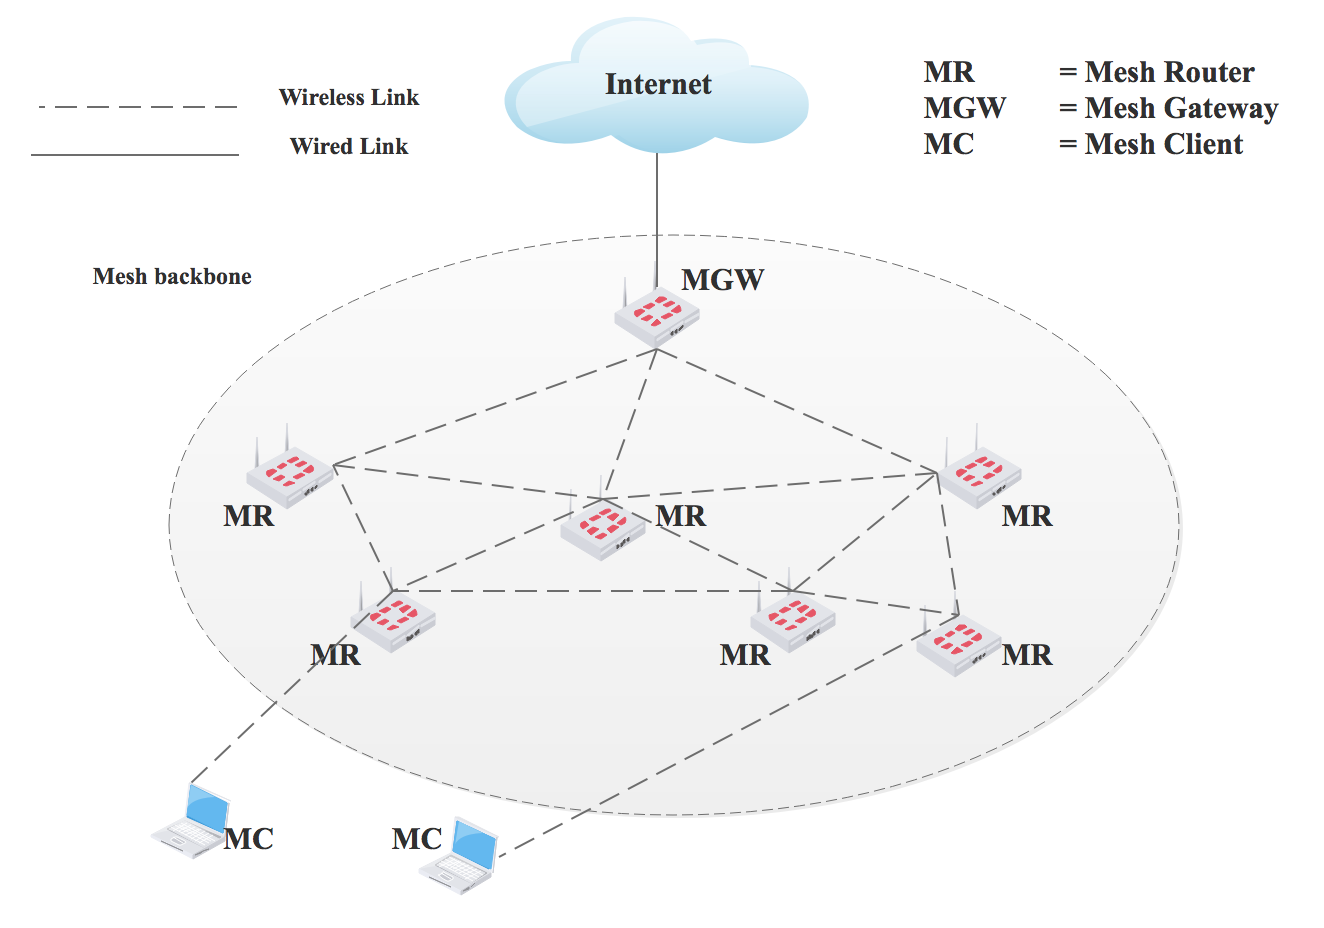 Internet
Wireless Link
Wired Link
MR = Mesh Router
MGW = Mesh Gateway
MC = Mesh Client
Mesh backbone
MGW
MR
MR
MR
MR
MR
MR
MC
MC